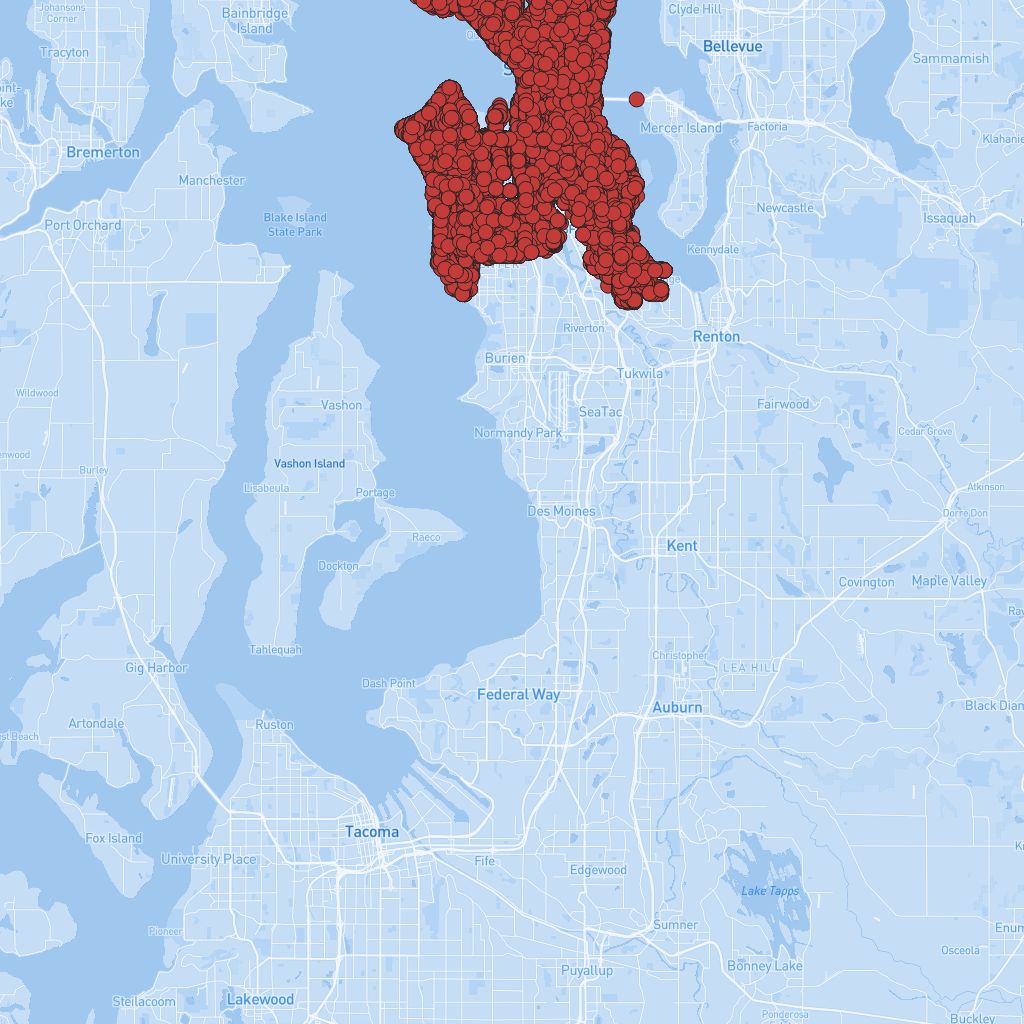 Johansons
Corner
Bainbridge
Island
Clyde Hill
Bellevue
Tracyton
Sammamish
Mercer Island
Factoria
Klahanie
Bremerton
Manchester
Newcastle
Port Orchard
Blake Island
State Park
Issaquah
Kennydale
Riverton
Renton
Burien
Tukwila
Wildwood
Vashon
SeaTac
Fairwood
Normandy Park
Cedar Grove
Burley
Vashon Island
Lisabeula
Portage
Atkinson
Des Moines
Dorre Don
Raeco
Kent
Dockton
Covington
Maple Valley
Tahlequah
Christopher
Gig Harbor
LEA HILL
Dash Point
Federal Way
Auburn
Black Diam
Artondale
Ruston
Tacoma
Fox Island
University Place
Fife
Edgewood
Lake Tapps
Pioneer
Sumner
Enum
Osceola
Puyallup
Bonney Lake
Steilacoom
Lakewood
Ponderosa
Buckley